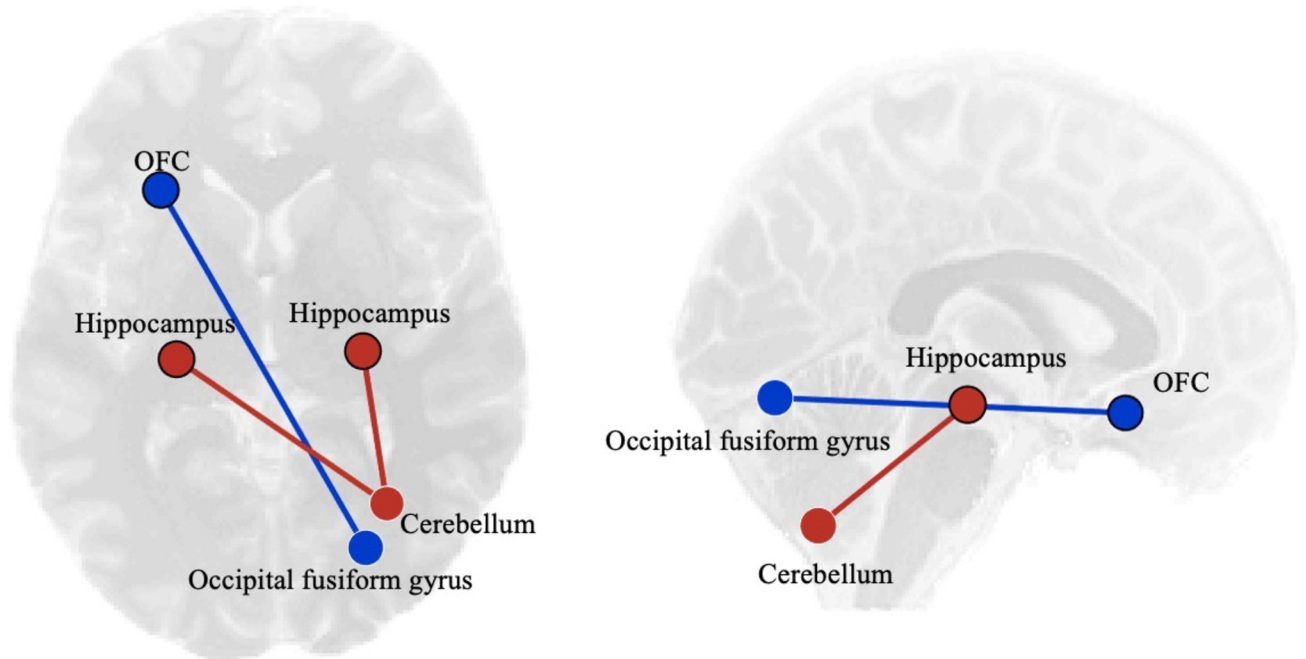 OFC
Hippocampus
Hippocampus
Cerebellum
Occipital fusiform gyrus
Hippocampus
OFC
Occipital fusiform gyrus
Cerebellum